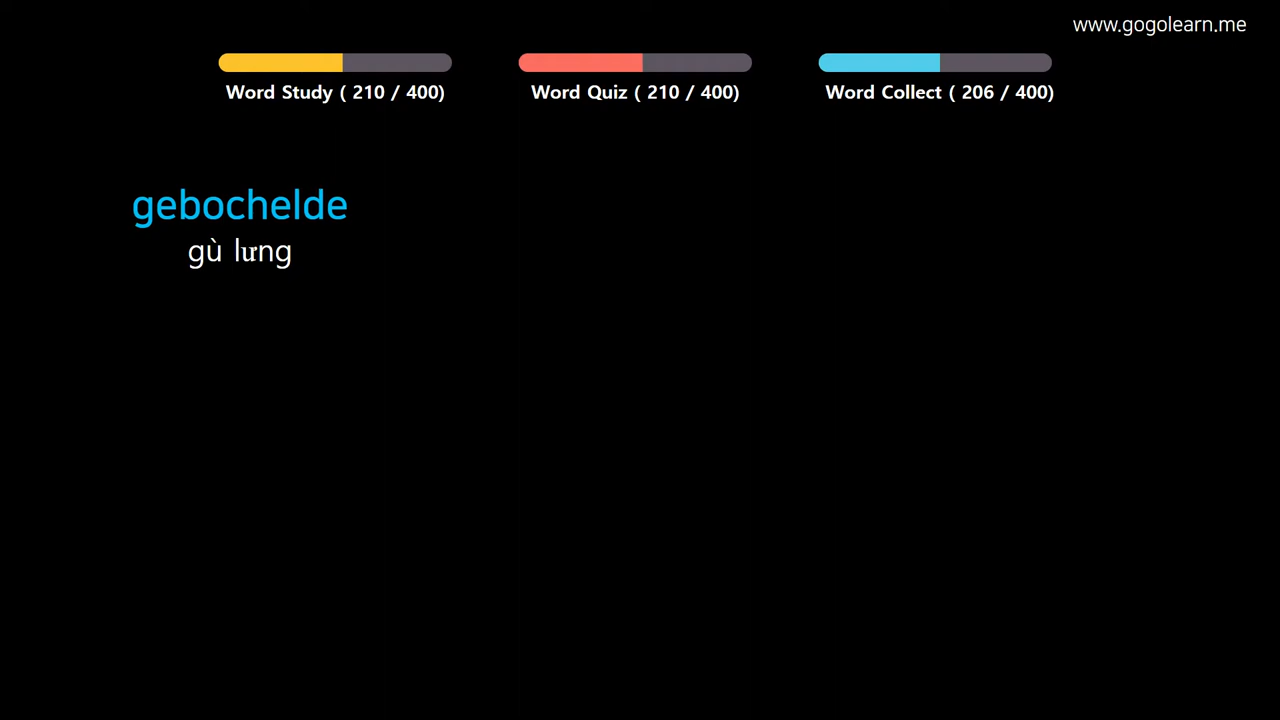 www.gogolearn.me
Word Study ( 210 / 400)
Word Quiz ( 210 / 400)
Word Collect ( 206 / 400)
gebochelde
gù lưng